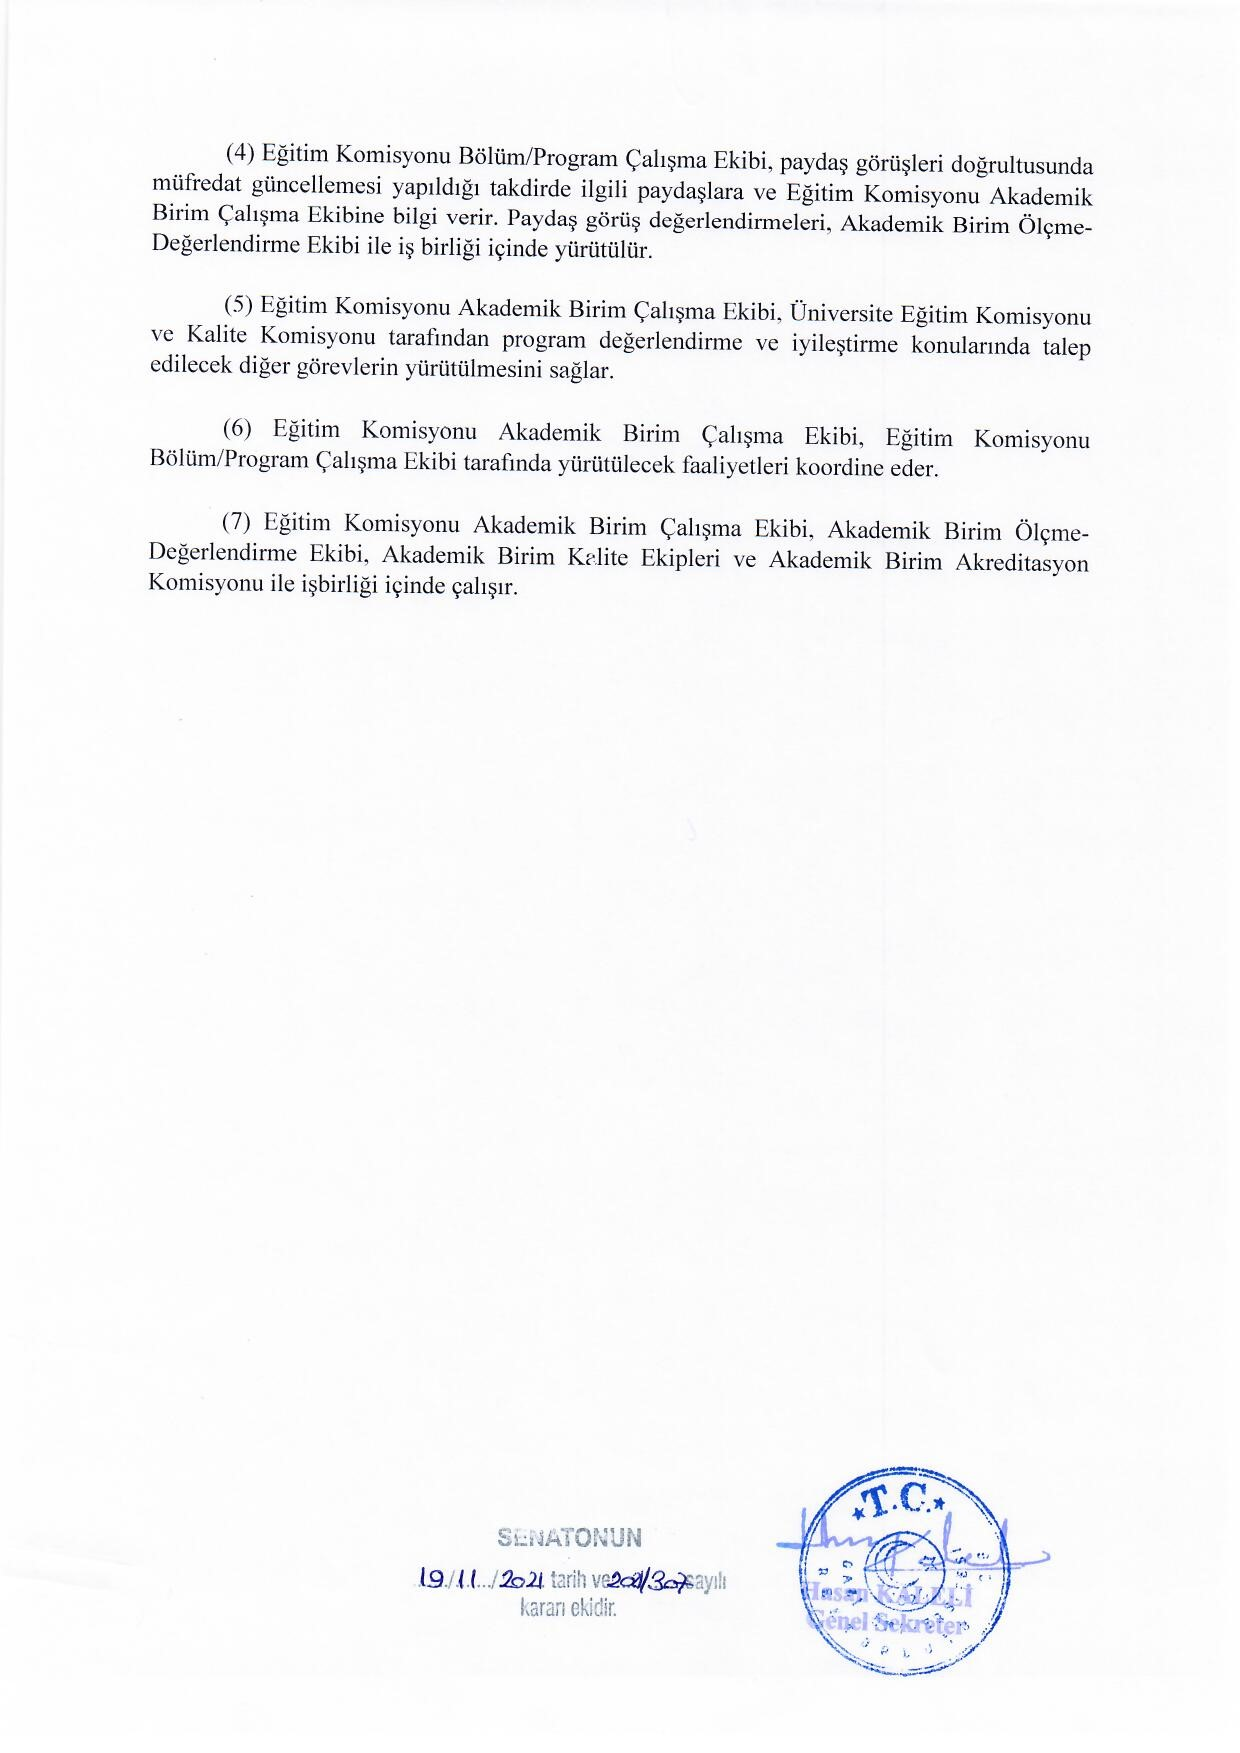 (4) Eğitim Komisyonu Bölüm/Program Çalışma Ekibi, paydaş görüşleri doğrultusunda
müfredat güncellemesi yapıldığı takdirde ilgili paydaşlara ve Eğitim Komisyonu Akademik
Birim Çalışma Ekibine bilgi verir. Paydaş görüş değerlendirmeleri, Akademik Birim Ölçme-
Değerlendirme Ekibi ile iş birliği içinde yürütülür.
(5) Eğitim Komisyonu Akademik Birim Çalışma Ekibi, Üniversite Eğitim Komisyonu
ve Kalite Komisyonu tarafından program değerlendirme ve iyileştirme konularında talep
edilecek diğer görevlerin yürütülmesini sağlar.
(6) Eğitim Komisyonu Akademik Birim Çalışma Ekibi, Eğitim Komisyonu
Bölüm/Program Çalışma Ekibi tarafında yürütülecek faaliyetleri koordine eder.
(7) Eğitim Komisyonu Akademik Birim Çalışma Ekibi, Akademik Birim Ölçme-
Değerlendirme Ekibi, Akademik Birim Kalite Ekipleri ve Akademik Birim Akreditasyon
Komisyonu ile işbirliği içinde çalışır.
SENATONUN
19/11/2021 tarih ve 2021/307 sayılı
kararı ekidir.
T.C.
Hasan KALELİ
Genel Sekreter